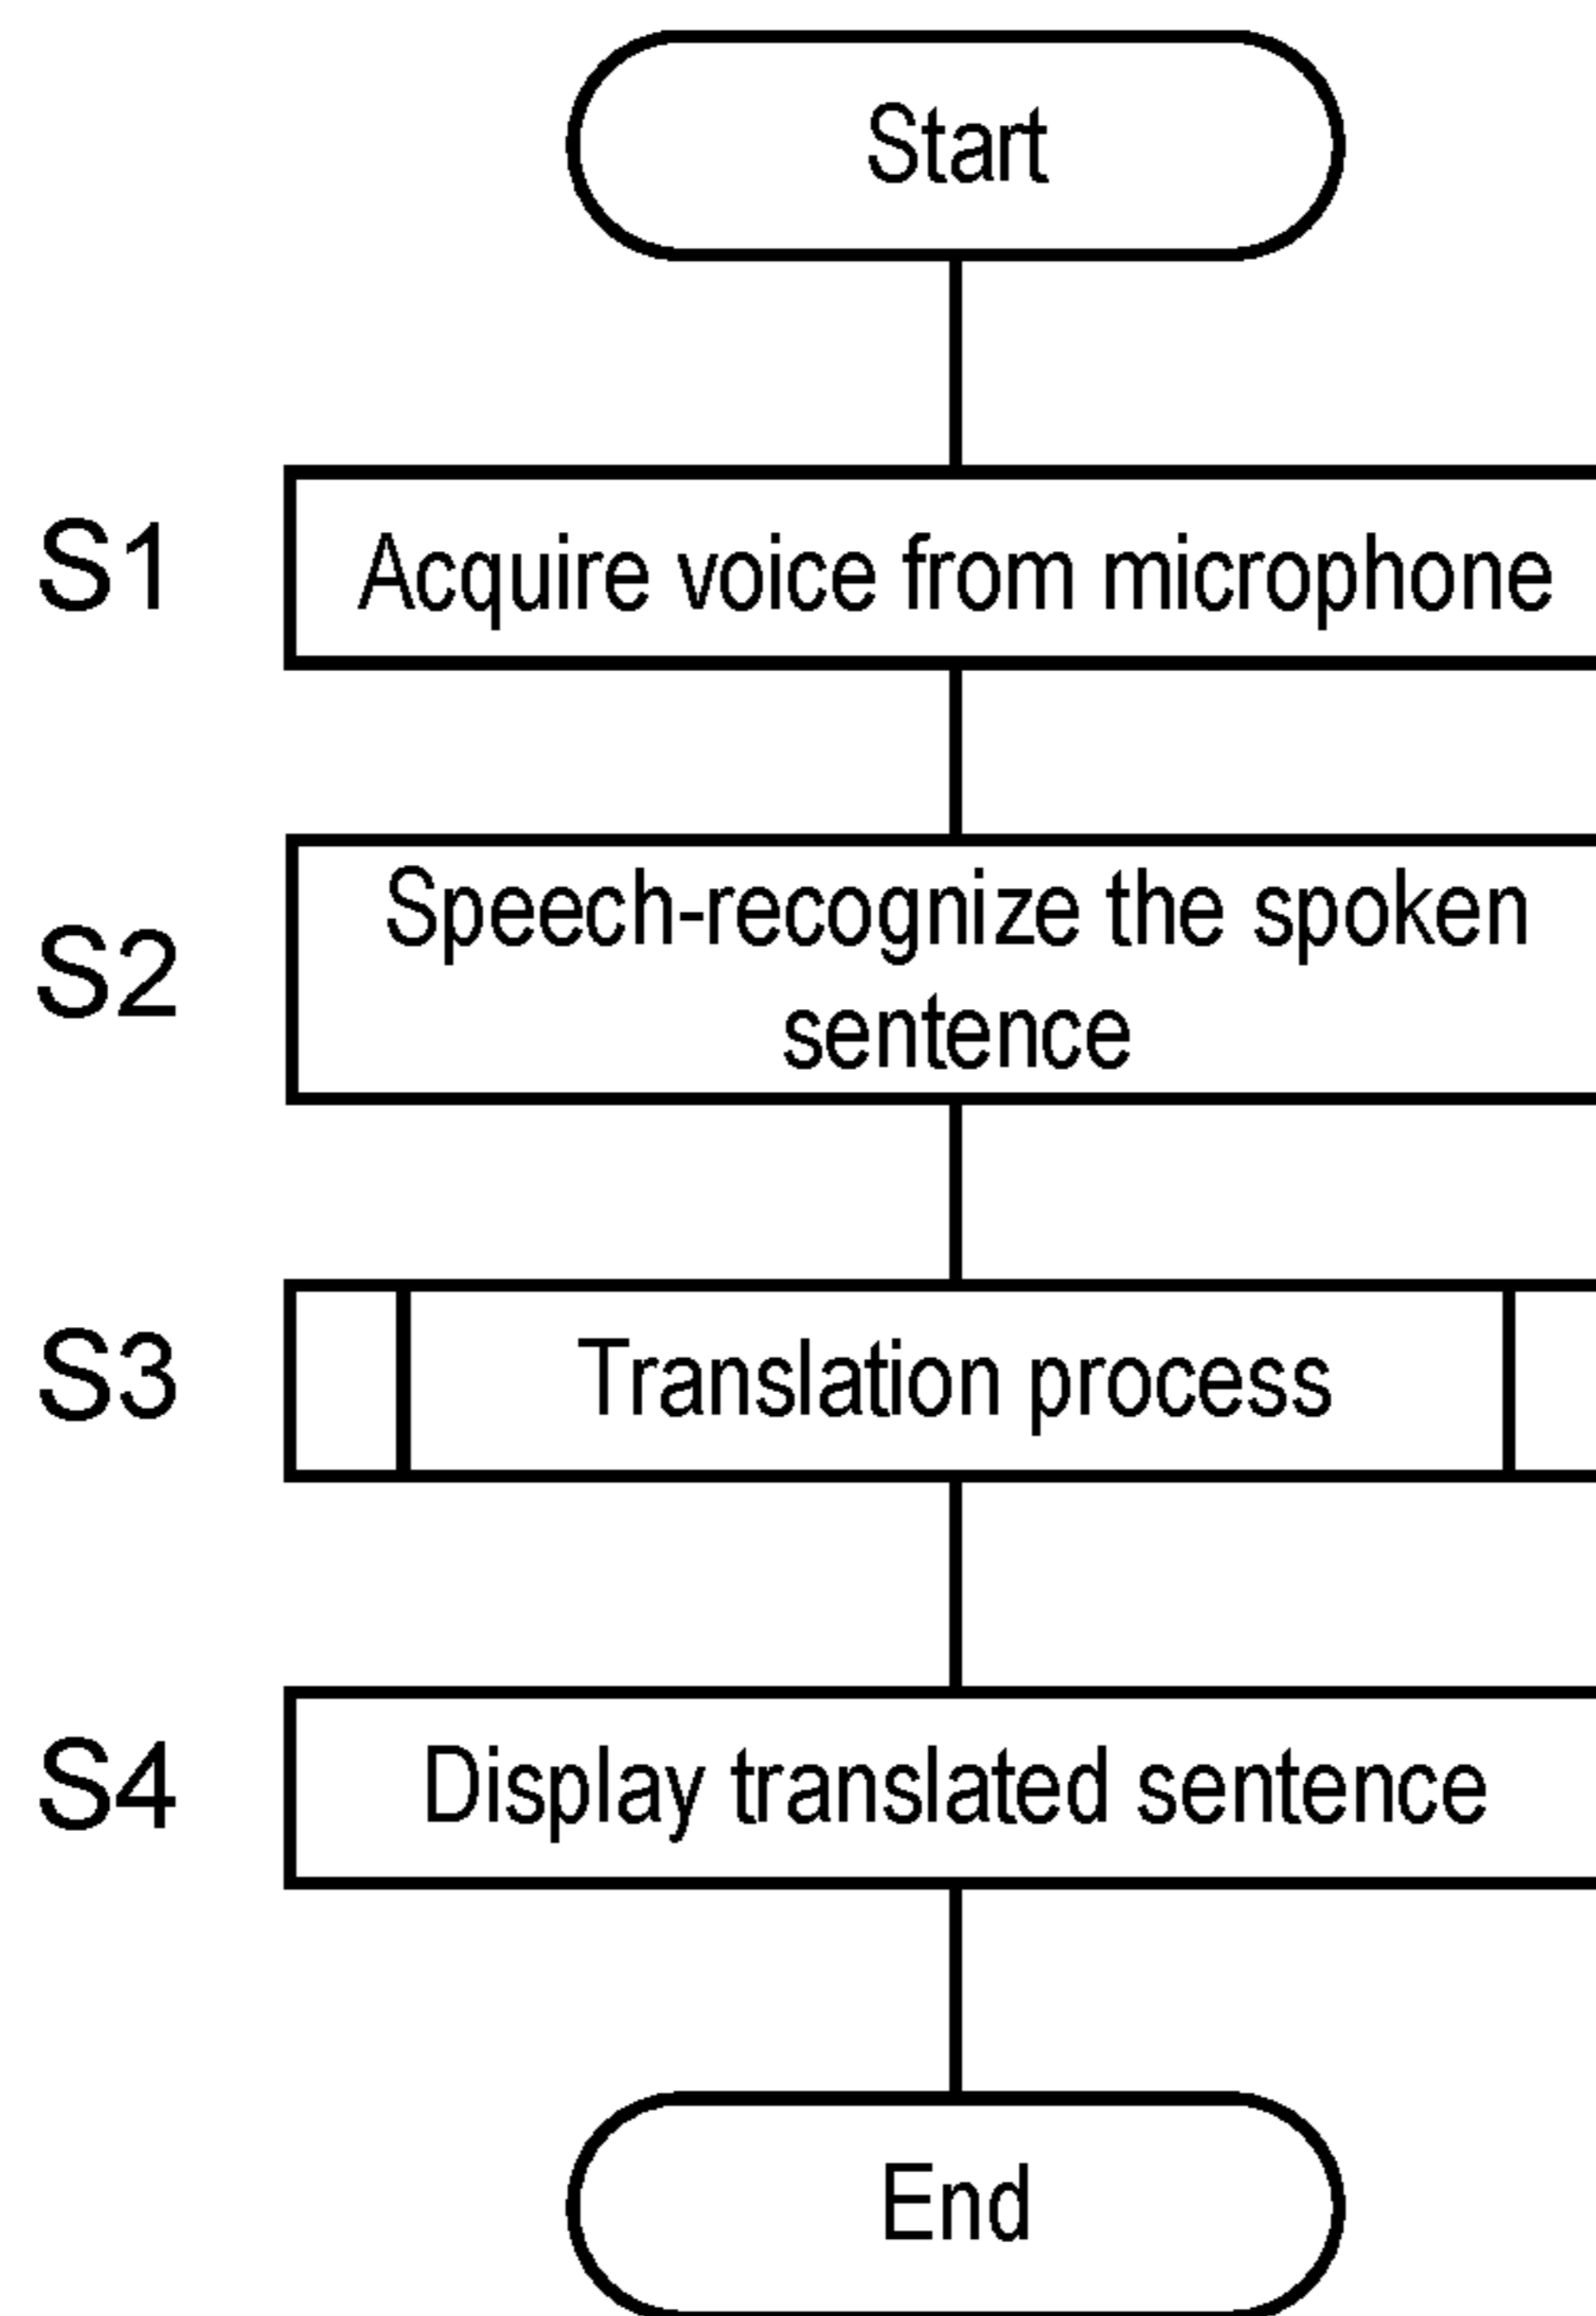 Start
S1
Acquire voice from microphone
S2
Speech-recognize the spoken
sentence
S3
Translation process
S4
Display translated sentence
End